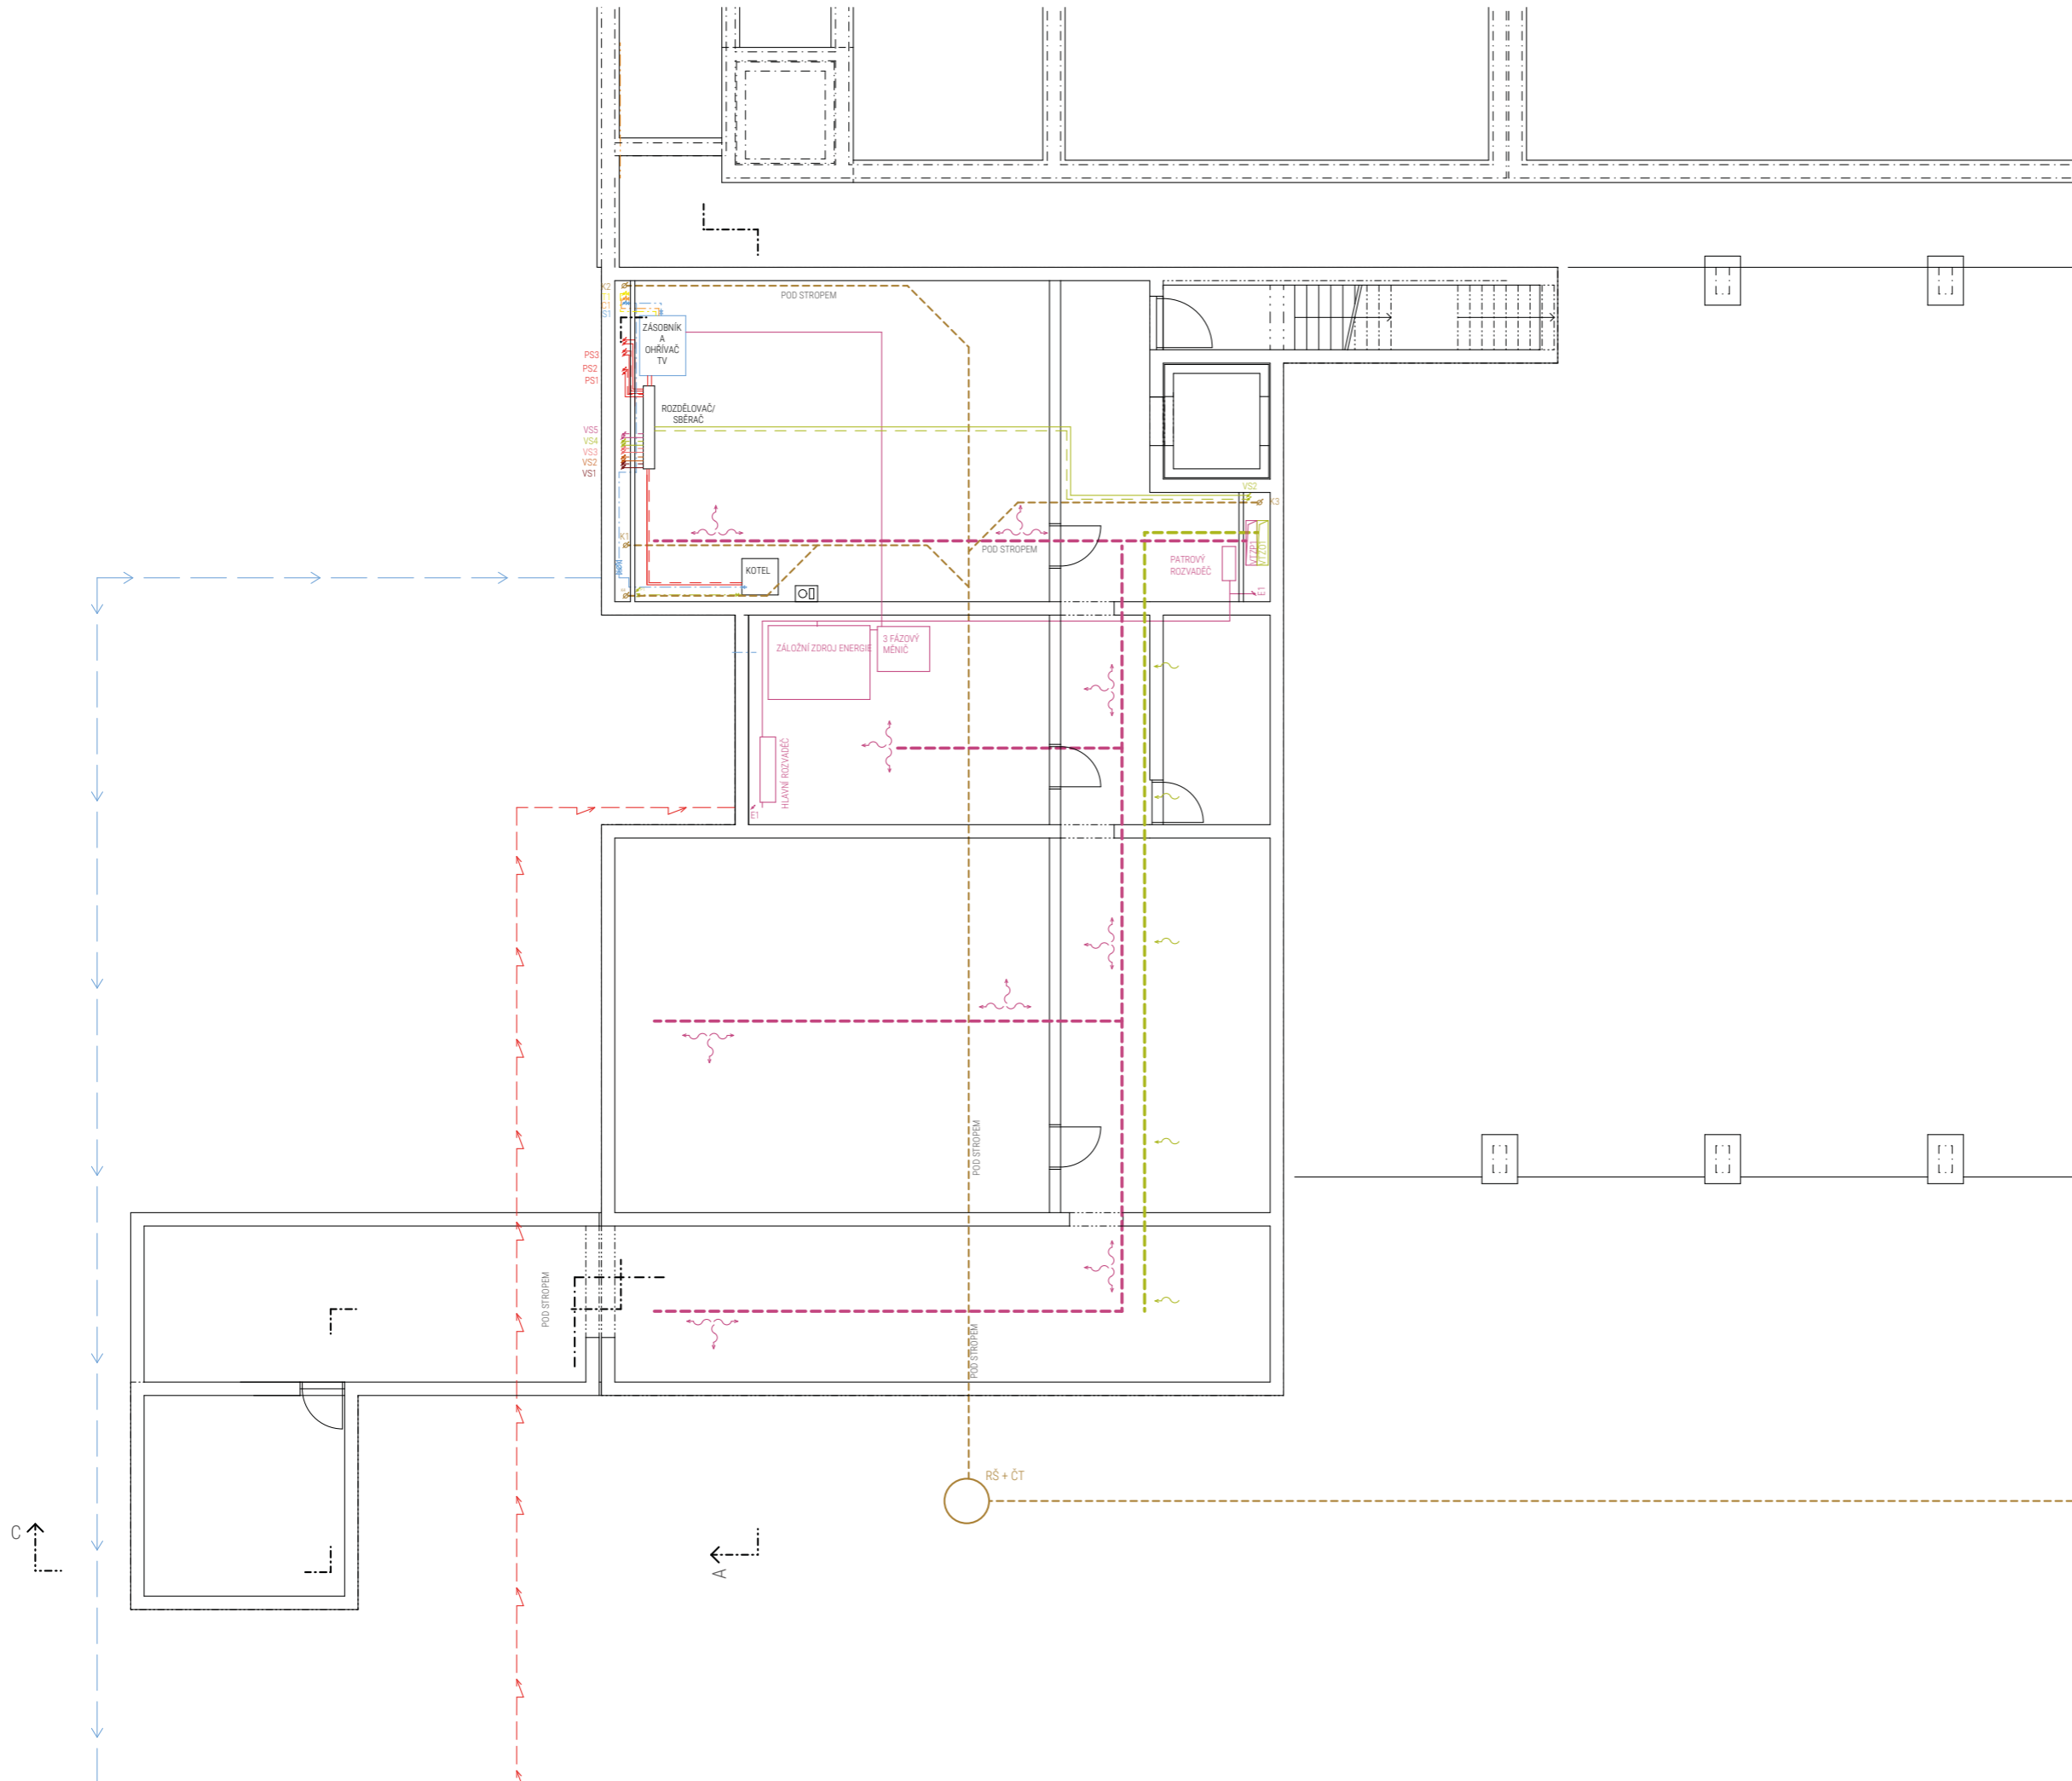 K2
POD STROPEM
S1
ZÁSOBNÍK
A
OHŘÍVAČ
TV
PS3
PS2
PS1
ROZDĚLOVAČ/
SBĚRAČ
VS5
VS4
VS3
VS2
VS1
VS2
K3
K1
POD STROPEM
PATROVÝ
ROZVADĚČ
VTZP1
VTZO1
KOTEL
E1
ZÁLOŽNÍ ZDROJ ENERGIE
3 FÁZOVÝ
MĚNIČ
HLAVNÍ ROZVADĚČ
E1
POD STROPEM
POD STROPEM
POD STROPEM
RŠ + ČT
C
A